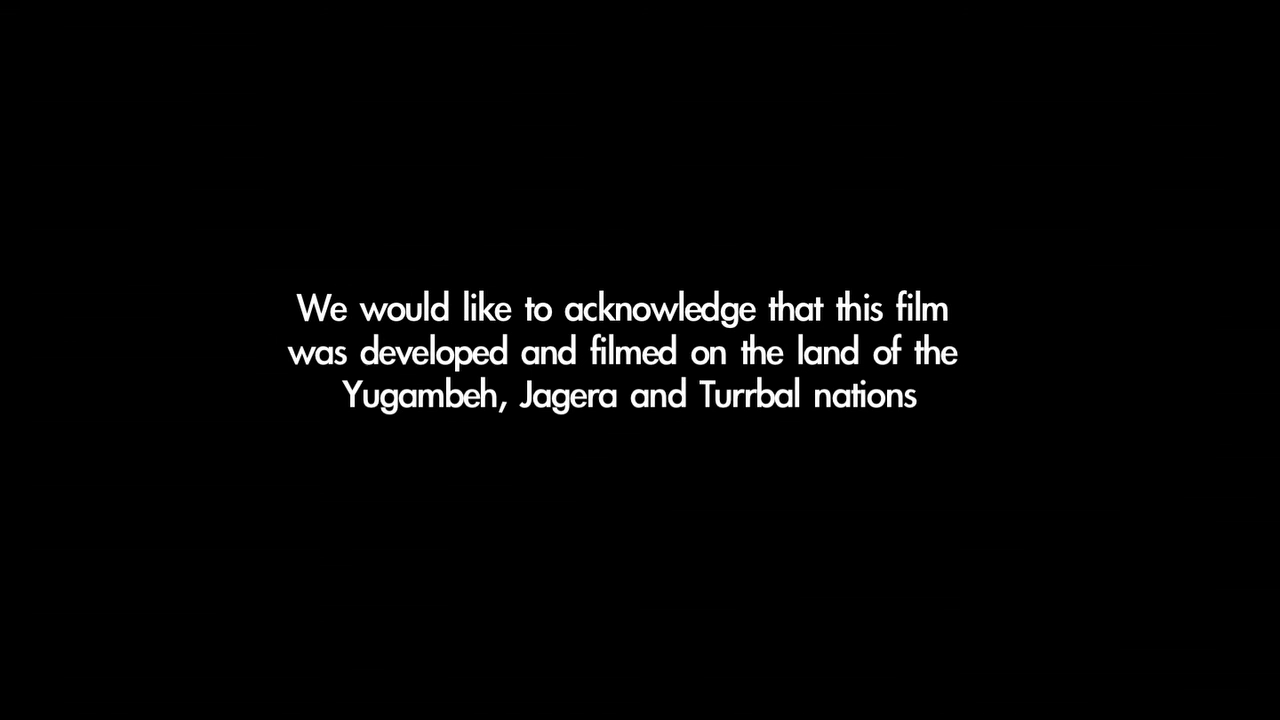 We would like to acknowledge that this film
was developed and filmed on the land of the
Yugambeh, Jagera and Turrbal nations